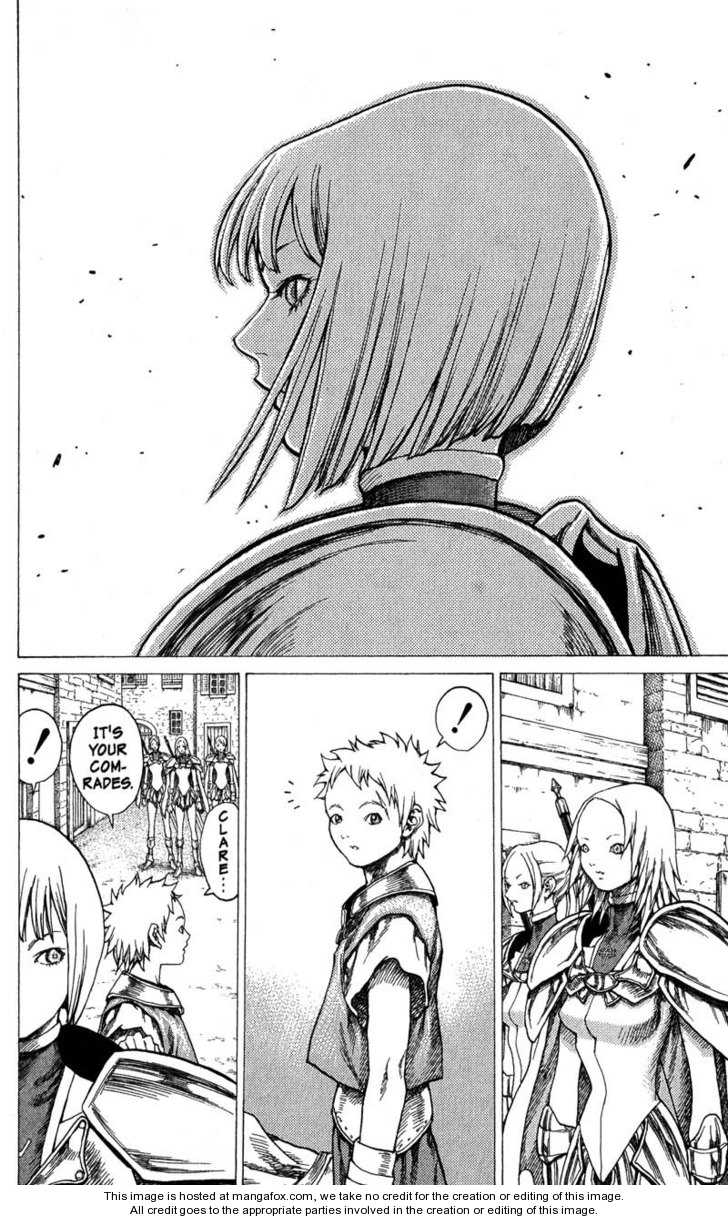 !
CLARE...
IT'S
YOUR
COM-
RADES.
!
This image is hosted at mangafox.com, we take no credit for the creation or editing of this image.
All credit goes to the appropriate parties involved in the creation or editing of this image.